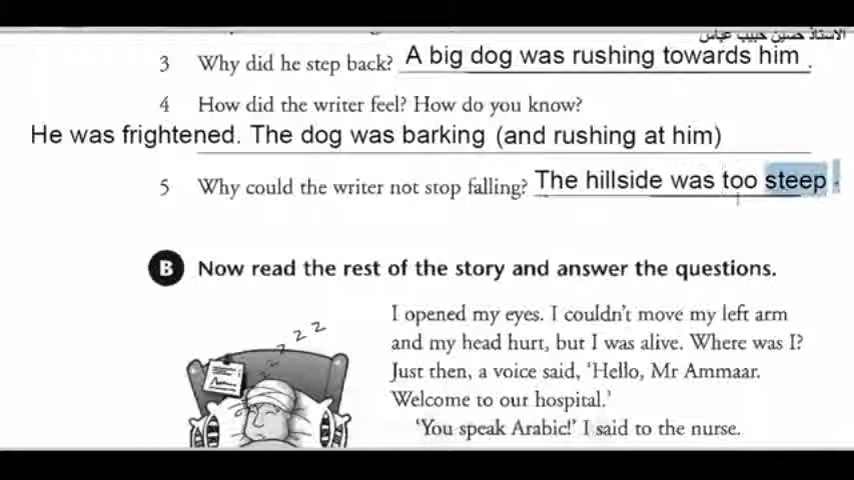 الاستاذ حسين حبيب عباس
3 Why did he step back? A big dog was rushing towards him .
4 How did the writer feel? How do you know?
He was frightened. The dog was barking (and rushing at him)
5 Why could the writer not stop falling? The hillside was too steep .
B Now read the rest of the story and answer the questions.
I opened my eyes. I couldn't move my left arm
and my head hurt, but I was alive. Where was I?
Just then, a voice said, 'Hello, Mr Ammaar.
Welcome to our hospital.'
'You speak Arabic!' I said to the nurse.
z z z z